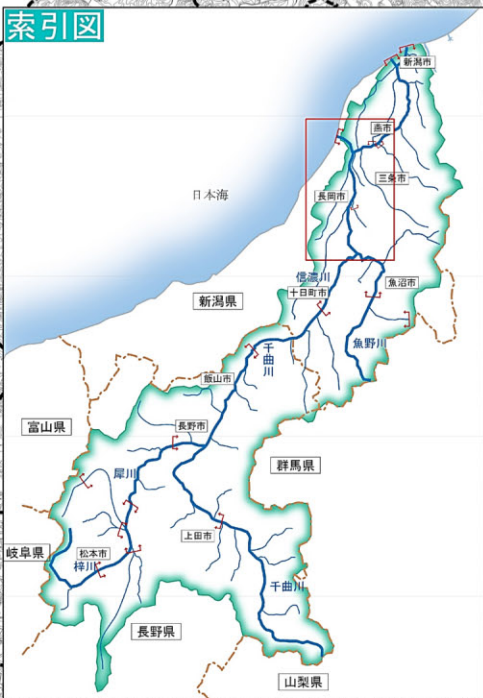 索引図
新潟市
燕市
三条市
日本海
長岡市
信濃川
魚沼市
新潟県
十日町市
魚野川
千曲川
飯山市
富山県
長野市
群馬県
犀川
上田市
岐阜県
松本市
梓川
千曲川
長野県
山梨県